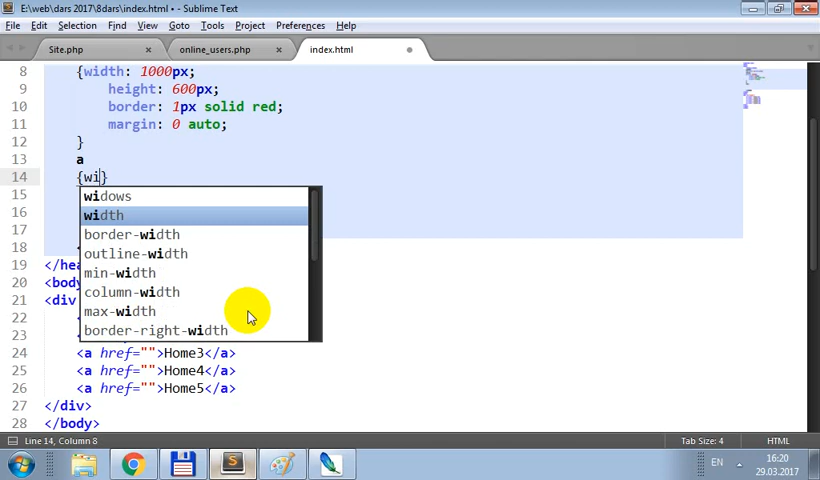 E:\web\dars 2017\8dars\index.html • - Sublime Text
File Edit Selection Find View Goto Tools Project Preferences Help
Site.php × online_users.php × index.html
8 {width: 1000px;
9 height: 600px;
10 border: 1px solid red;
11 margin: 0 auto;
12 }
13 a
14 {wi}
15 widows
16 width
17 border-width
18 outline-width
19 </hea min-width
20 <body column-width
21 <div max-width
22 border-right-width
23
24 <a href="">Home3</a>
25 <a href="">Home4</a>
26 <a href="">Home5</a>
27 </div>
28 </body>
Line 14, Column 8 Tab Size: 4 HTML
EN 16:20
29.03.2017